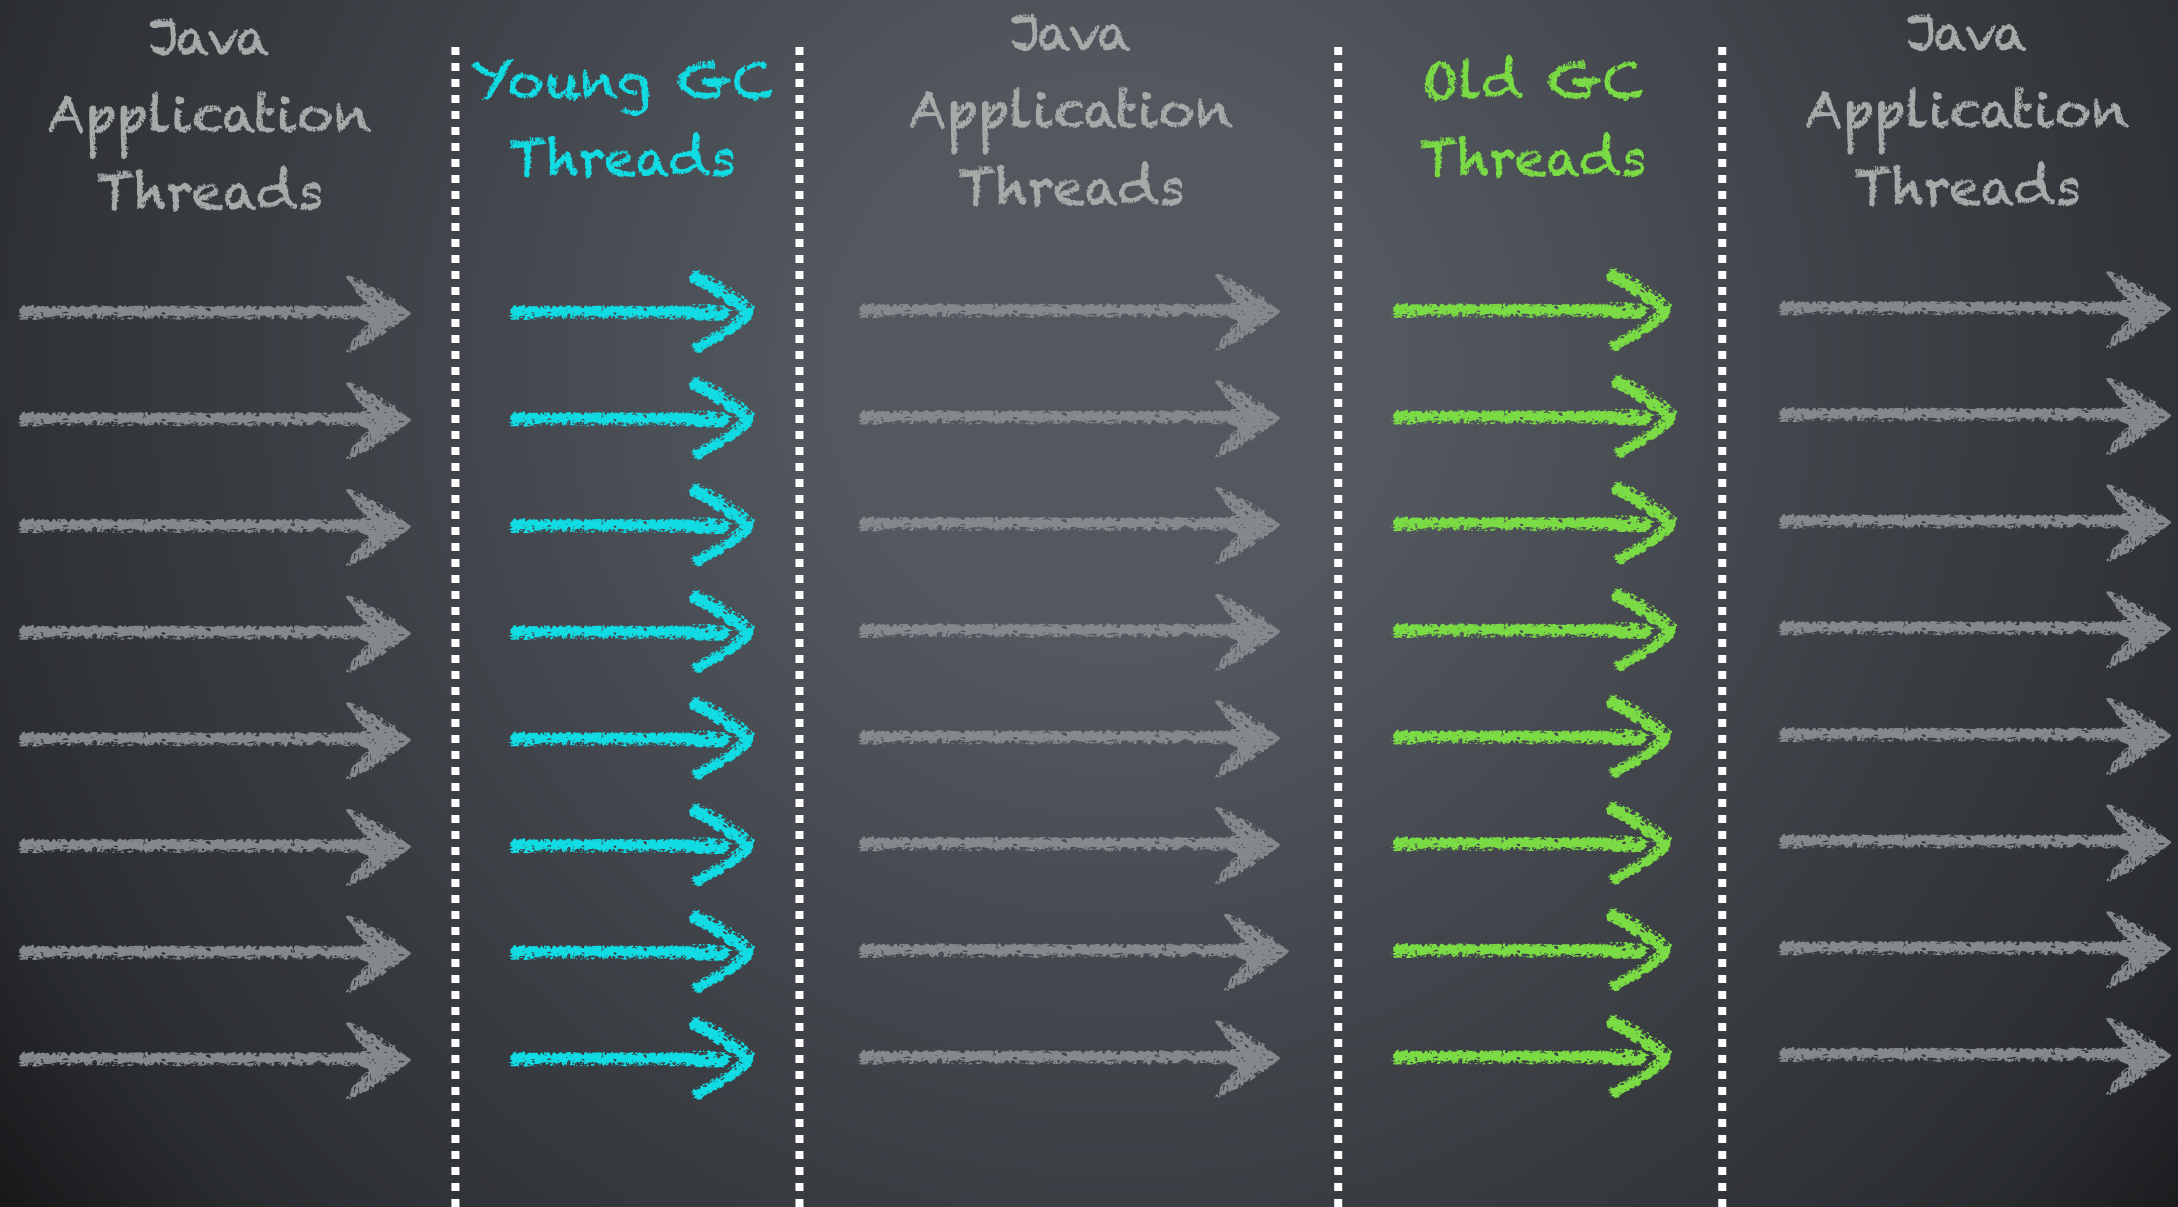 Java
Application
Threads
Young GC
Threads
Java
Application
Threads
Old GC
Threads
Java
Application
Threads